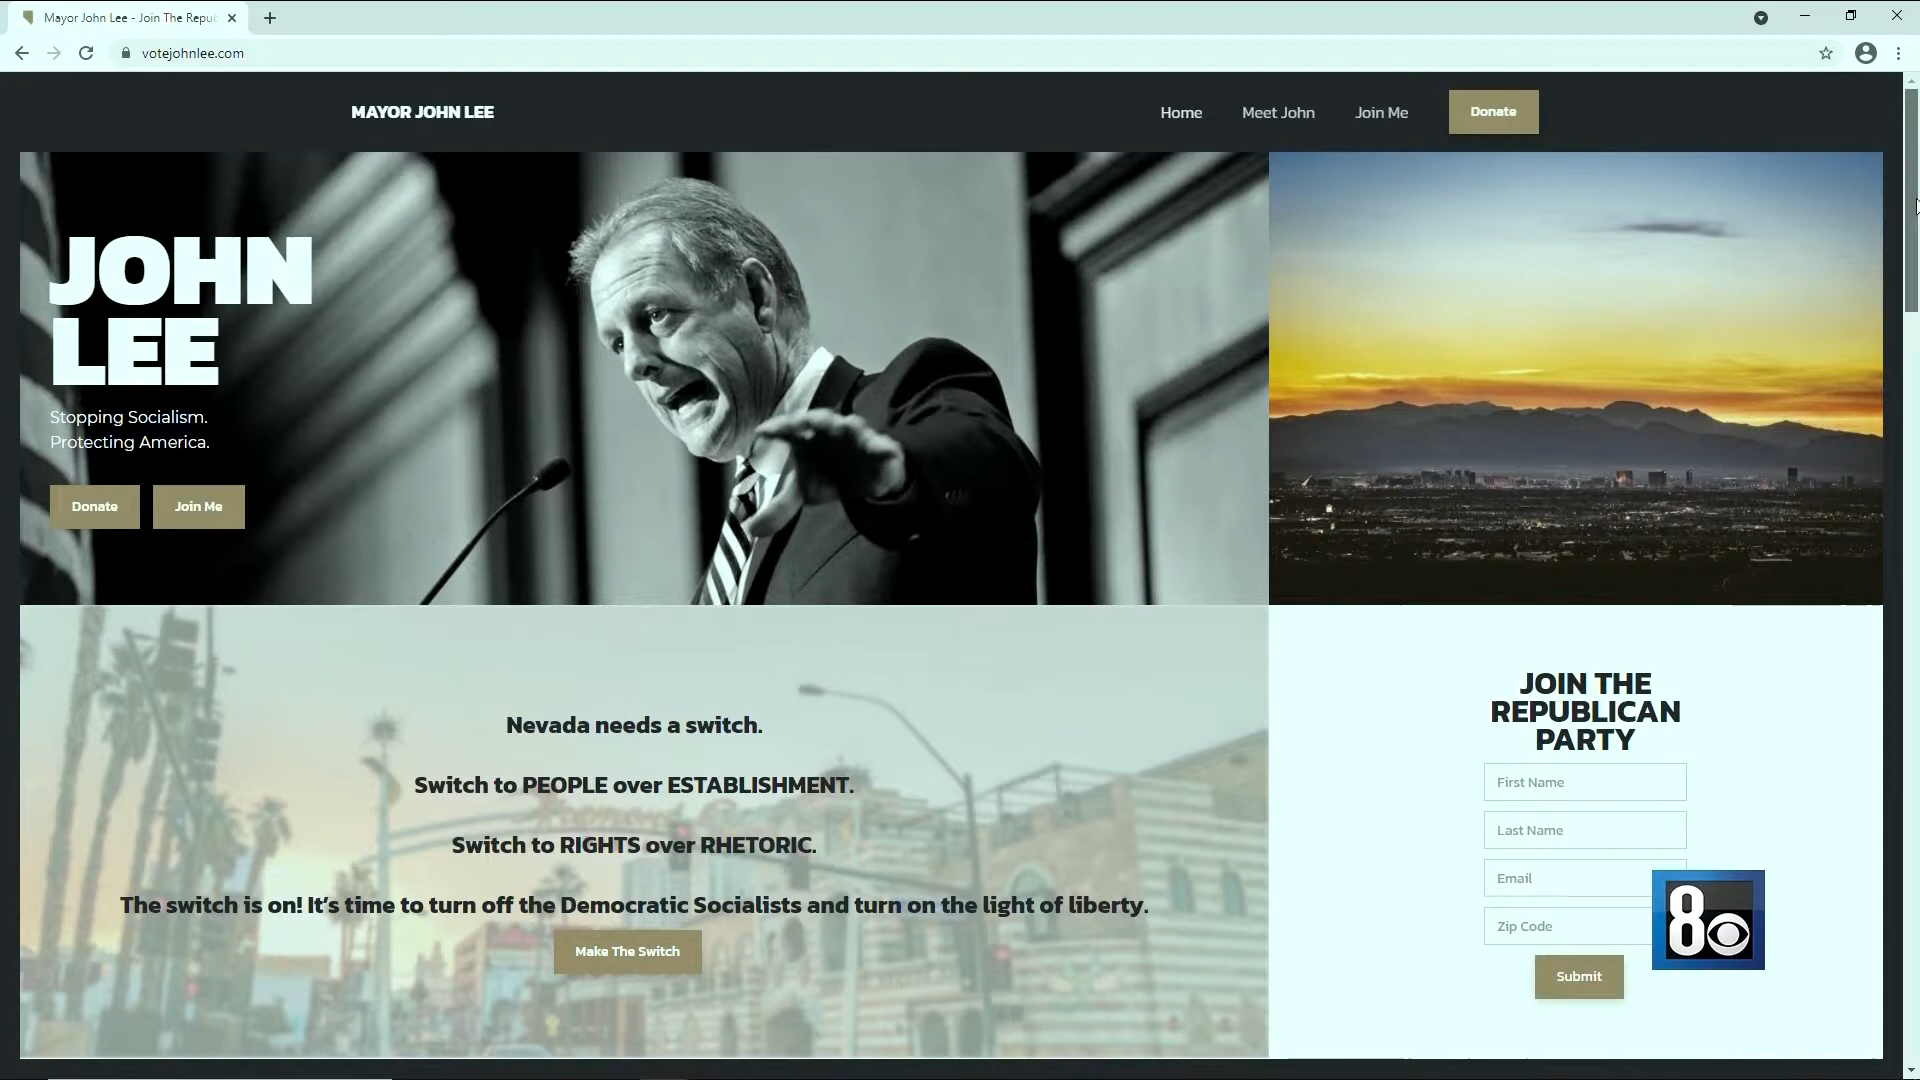 Mayor John Lee - Join The Repu
votejohnlee.com
MAYOR JOHN LEE
Home
Meet John
Join Me
Donate
JOHN
LEE
Stopping Socialism.
Protecting America.
Donate
Join Me
Nevada needs a switch.
Switch to PEOPLE over ESTABLISHMENT.
Switch to RIGHTS over RHETORIC.
The switch is on! It's time to turn off the Democratic Socialists and turn on the light of liberty.
Make The Switch
JOIN THE
REPUBLICAN
PARTY
First Name
Last Name
Email
Zip Code
Submit
8